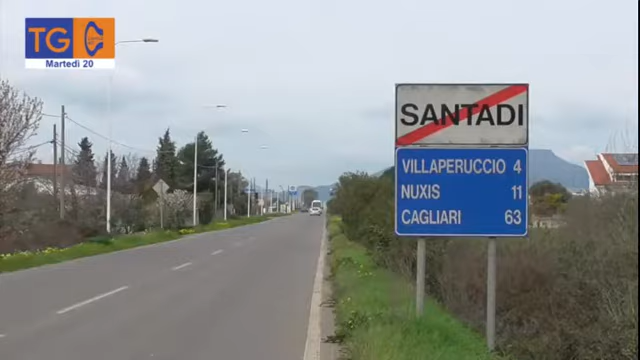 TG
Martedì 20
SANTADI
VILLAPERUCCIO 4
NUXIS 11
CAGLIARI 63